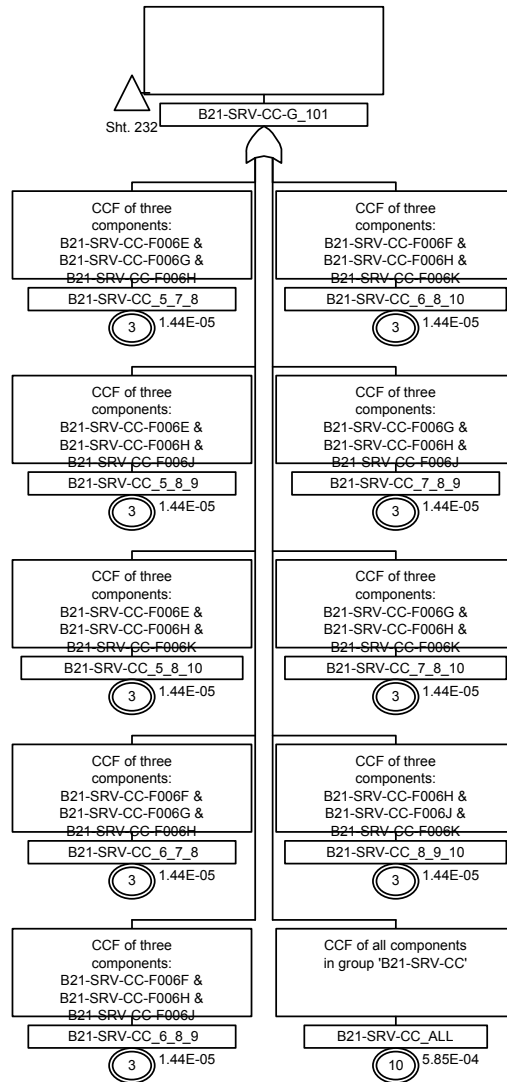 Sht. 232
B21-SRV-CC-G_101
CCF of three
components:
B21-SRV-CC-F006E &
B21-SRV-CC-F006G &
B21-SRV-CC-F006H
B21-SRV-CC_5_7_8
3
1.44E-05
CCF of three
components:
B21-SRV-CC-F006F &
B21-SRV-CC-F006H &
B21-SRV-CC-F006K
B21-SRV-CC_6_8_10
3
1.44E-05
CCF of three
components:
B21-SRV-CC-F006E &
B21-SRV-CC-F006H &
B21-SRV-CC-F006J
B21-SRV-CC_5_8_9
3
1.44E-05
CCF of three
components:
B21-SRV-CC-F006G &
B21-SRV-CC-F006H &
B21-SRV-CC-F006J
B21-SRV-CC_7_8_9
3
1.44E-05
CCF of three
components:
B21-SRV-CC-F006E &
B21-SRV-CC-F006H &
B21-SRV-CC-F006K
B21-SRV-CC_5_8_10
3
1.44E-05
CCF of three
components:
B21-SRV-CC-F006G &
B21-SRV-CC-F006H &
B21-SRV-CC-F006K
B21-SRV-CC_7_8_10
3
1.44E-05
CCF of three
components:
B21-SRV-CC-F006F &
B21-SRV-CC-F006G &
B21-SRV-CC-F006H
B21-SRV-CC_6_7_8
3
1.44E-05
CCF of three
components:
B21-SRV-CC-F006H &
B21-SRV-CC-F006J &
B21-SRV-CC-F006K
B21-SRV-CC_8_9_10
3
1.44E-05
CCF of three
components:
B21-SRV-CC-F006F &
B21-SRV-CC-F006H &
B21-SRV-CC-F006J
B21-SRV-CC_6_8_9
3
1.44E-05
CCF of all components
in group 'B21-SRV-CC'
B21-SRV-CC_ALL
10
5.85E-04